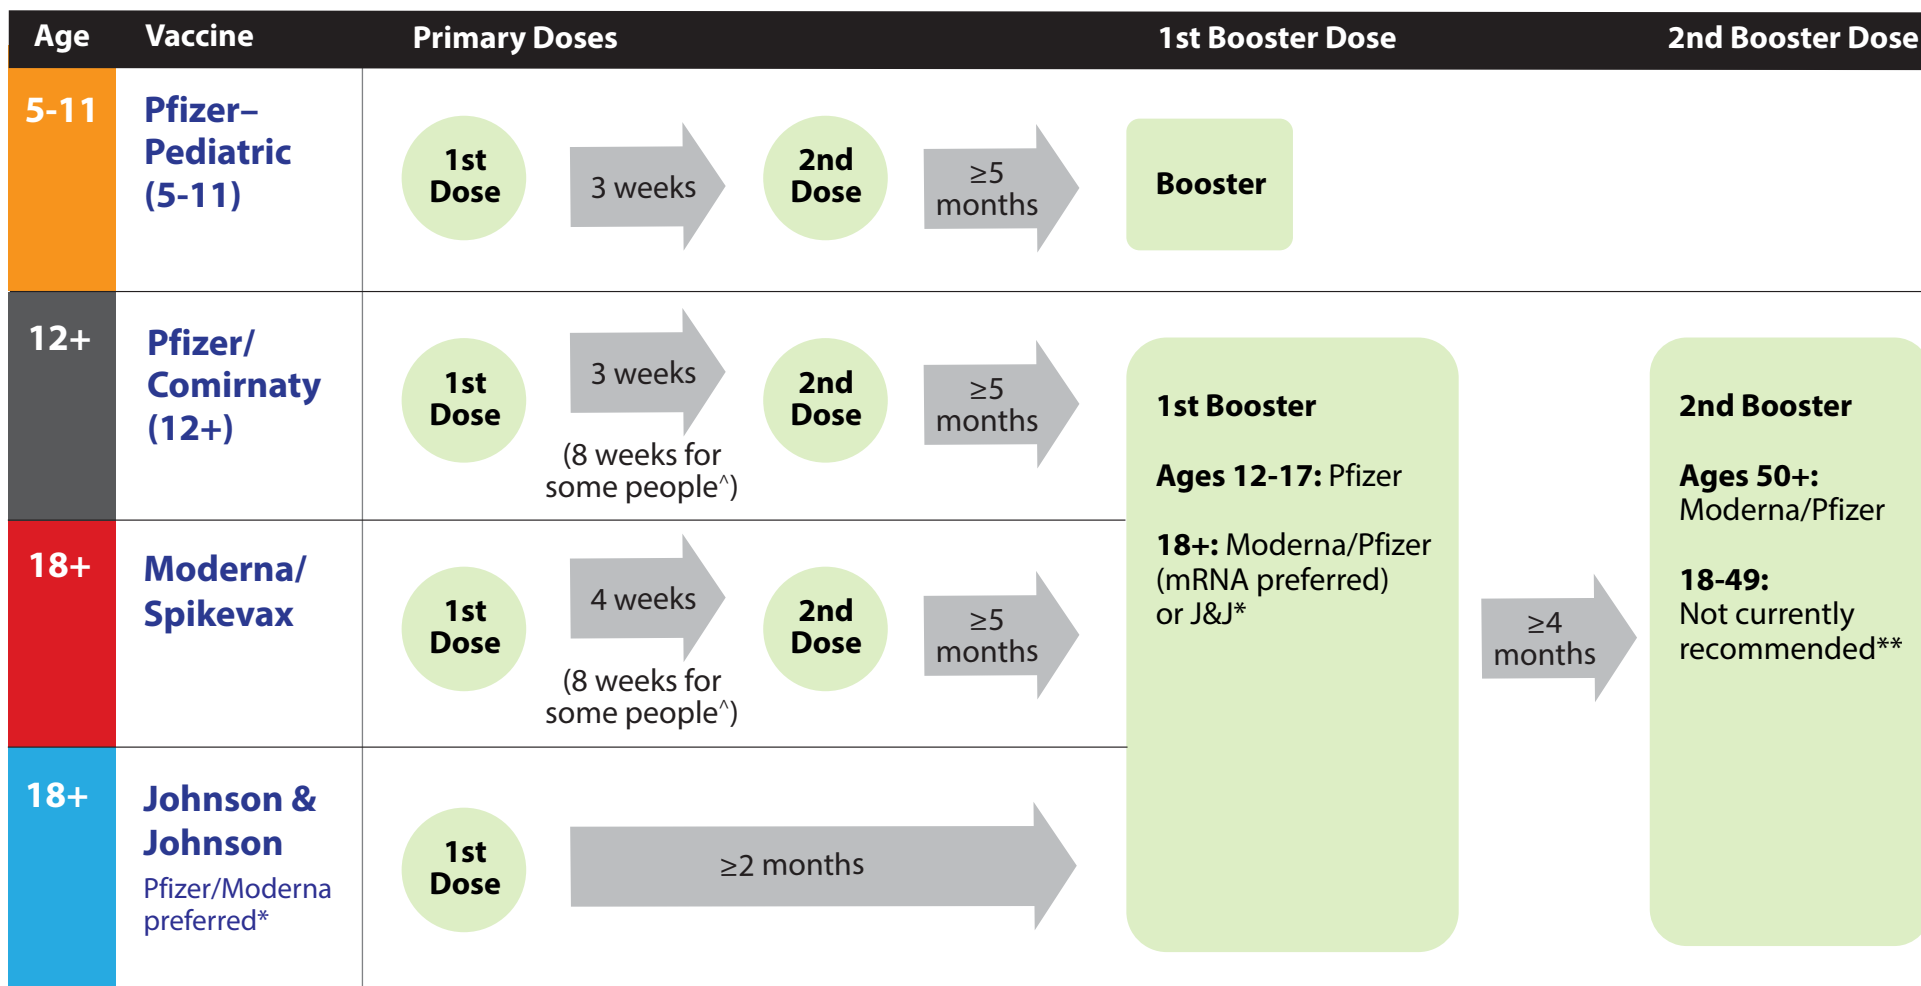 Age Vaccine Primary Doses 1st Booster Dose 2nd Booster Dose
5-11
Pfizer–
Pediatric
(5-11)
1st
Dose
3 weeks
2nd
Dose
≥5
months
Booster
12+
Pfizer/
Comirnaty
(12+)
1st
Dose
3 weeks
(8 weeks for
some people^)
2nd
Dose
≥5
months
18+
Moderna/
Spikevax
1st
Dose
4 weeks
(8 weeks for
some people^)
2nd
Dose
≥5
months
18+
Johnson &
Johnson
Pfizer/Moderna
preferred*
1st
Dose
≥2 months
1st Booster
Ages 12-17: Pfizer
18+: Moderna/Pfizer
(mRNA preferred)
or J&J*
≥4
months
2nd Booster
Ages 50+:
Moderna/Pfizer
18-49:
Not currently
recommended**